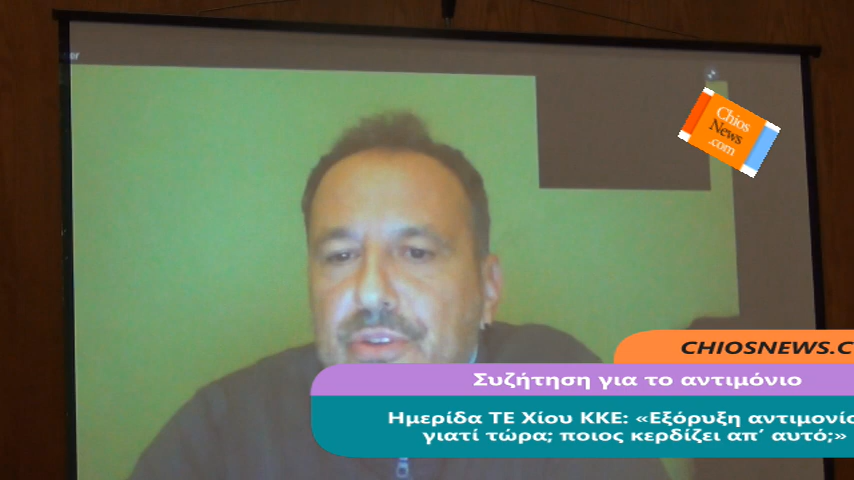 er
Chios
News
.com
CHIOSNEWS.C
Συζήτηση για το αντιμόνιο
Ημερίδα ΤΕ Χίου ΚΚΕ: «Εξόρυξη αντιμονίο
γιατί τώρα; ποιος κερδίζει απ΄ αυτό;»